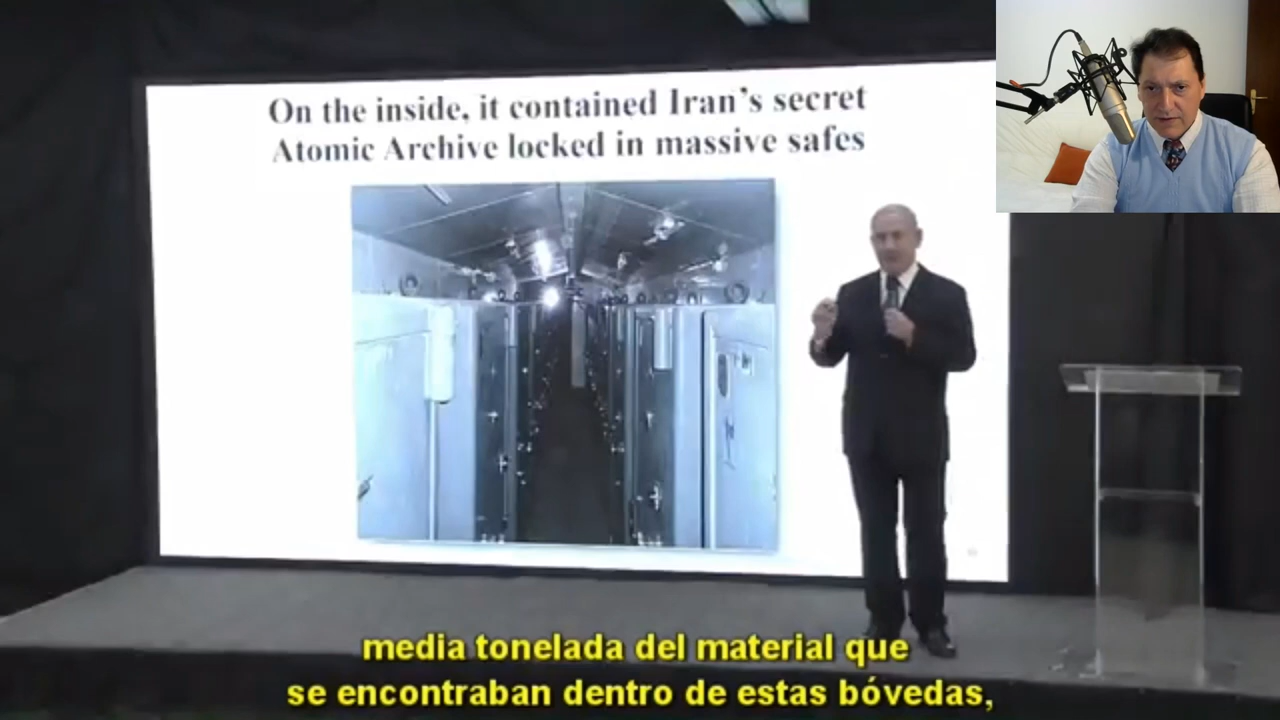 On the inside, it contained Iran's secret
Atomic Archive locked in massive safes
media tonelada del material que
se encontraban dentro de estas bóvedas,